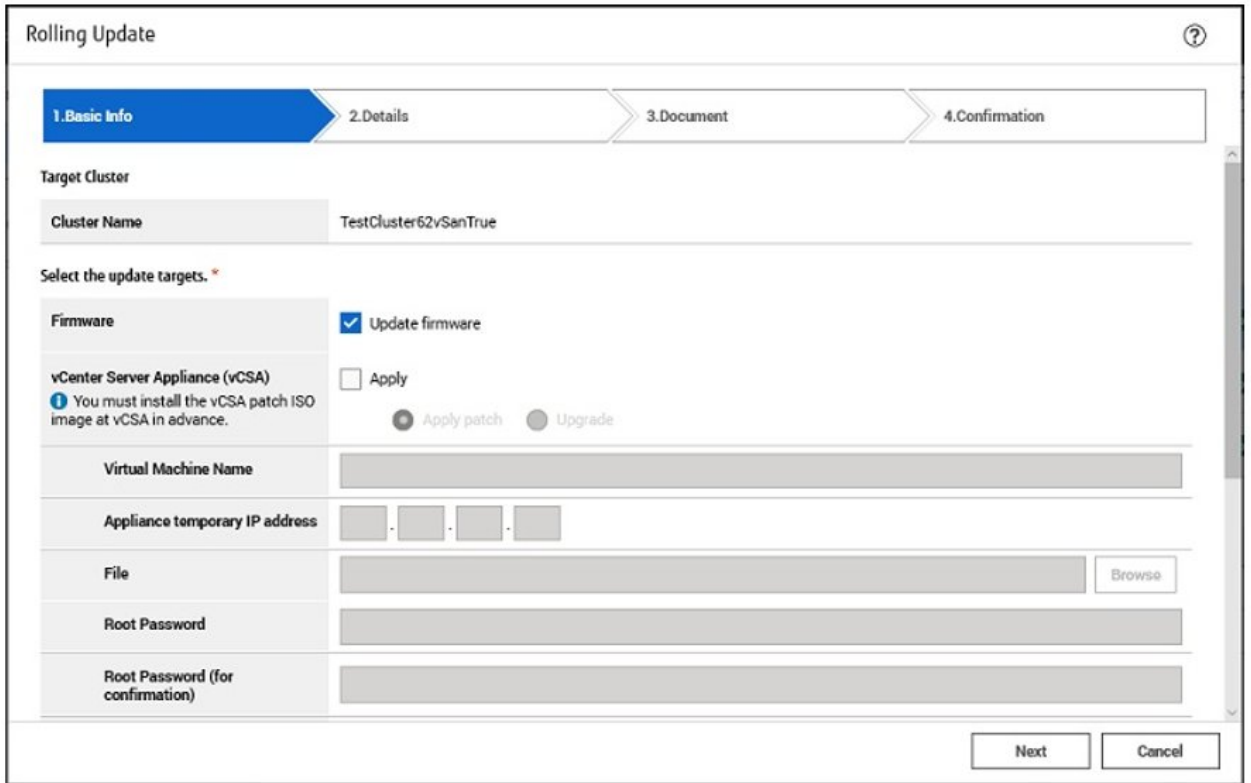 Rolling Update
1.Basic Info
2.Details
3.Document
4.Confirmation
Target Cluster
Cluster Name
TestCluster62vSanTrue
Select the update targets. *
Firmware
Update firmware
vCenter Server Appliance (vCSA)
You must install the vCSA patch ISO
image at vCSA in advance.
Apply
Apply patch
Upgrade
Virtual Machine Name
Appliance temporary IP address
. . .
File
Browse
Root Password
Root Password (for
confirmation)
Next
Cancel